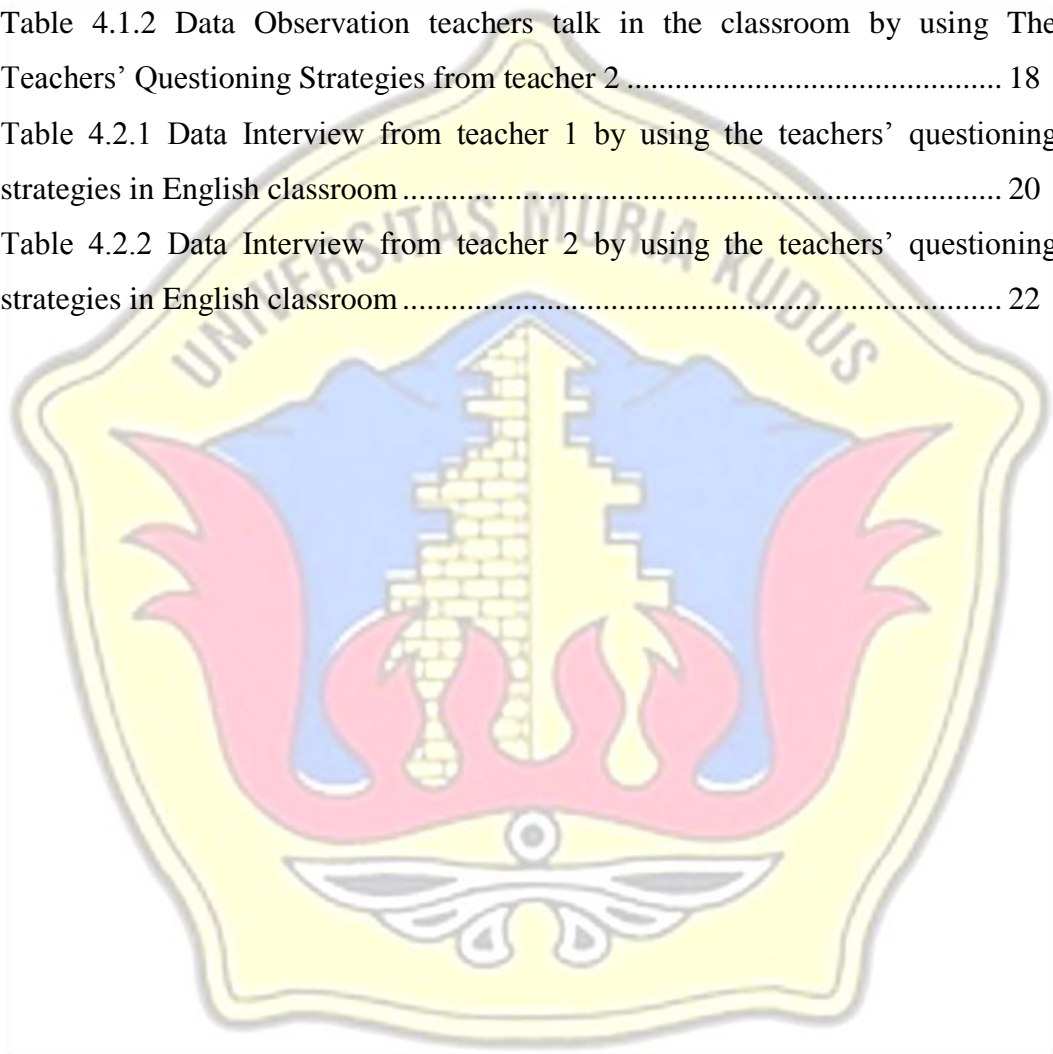 Table 4.1.2 Data Observation teachers talk in the classroom by using The
Teachers’ Questioning Strategies from teacher 2 ............................................ 18
Table 4.2.1 Data Interview from teacher 1 by using the teachers’ questioning
strategies in English classroom ...................................................................... 20
Table 4.2.2 Data Interview from teacher 2 by using the teachers’ questioning
strategies in English classroom ...................................................................... 22
UNIVERSITAS MURIA KUDUS